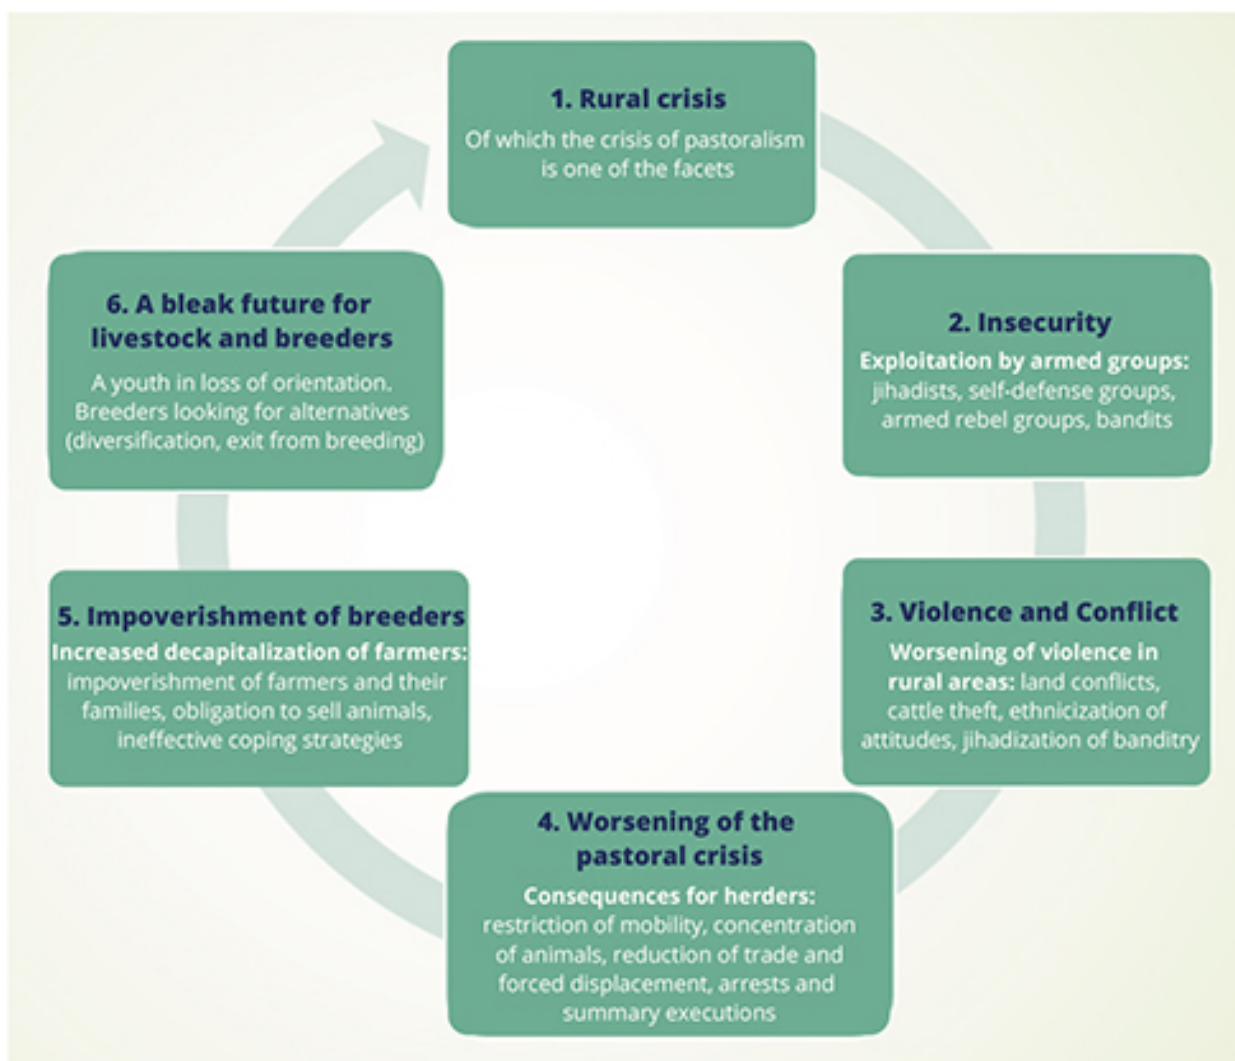 1. Rural crisis
Of which the crisis of pastoralism
is one of the facets
2. Insecurity
Exploitation by armed groups:
jihadists, self-defense groups,
armed rebel groups, bandits
3. Violence and Conflict
Worsening of violence in
rural areas: land conflicts,
cattle theft, ethnicization of
attitudes, jihadization of banditry
4. Worsening of the
pastoral crisis
Consequences for herders:
restriction of mobility, concentration
of animals, reduction of trade and
forced displacement, arrests and
summary executions
5. Impoverishment of breeders
Increased decapitalization of farmers:
impoverishment of farmers and their
families, obligation to sell animals,
ineffective coping strategies
6. A bleak future for
livestock and breeders
A youth in loss of orientation.
Breeders looking for alternatives
(diversification, exit from breeding)